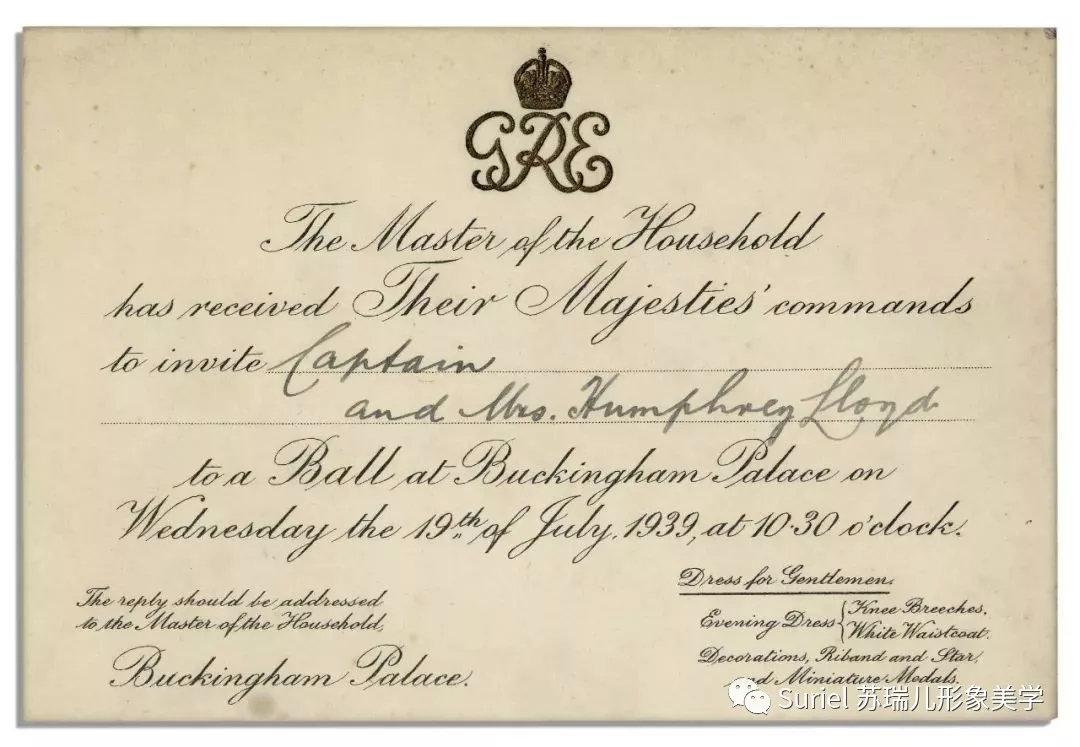 GRE
The Master of the Household
has received Their Majesties' commands
to invite Captain
and Mrs. Humphrey Lloyd
to a Ball at Buckingham Palace on
Wednesday the 19th of July, 1939, at 10·30 o'clock.
The reply should be addressed
to the Master of the Household,
Buckingham Palace.
Dress for Gentlemen.
Evening Dress { Knee Breeches,
White Waistcoat.
Decorations, Riband and Star,
and Miniature Medals.
Suriel 苏瑞儿形象美学